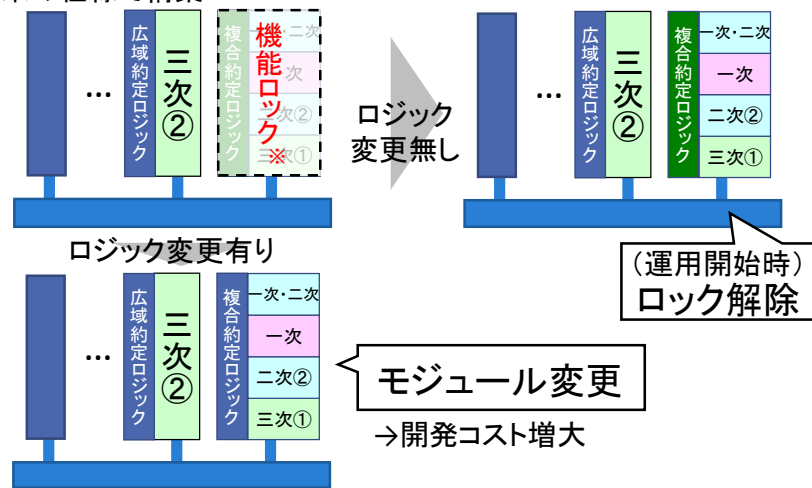 …
広域約定ロジック
三次②
複合約定ロジック
一次・二次
一次
二次②
三次①
機能ロック※
ロジック
変更無し
…
広域約定ロジック
三次②
複合約定ロジック
一次・二次
一次
二次②
三次①
(運用開始時)
ロック解除
ロジック変更有り
…
広域約定ロジック
三次②
複合約定ロジック
一次・二次
一次
二次②
三次①
モジュール変更
→開発コスト増大